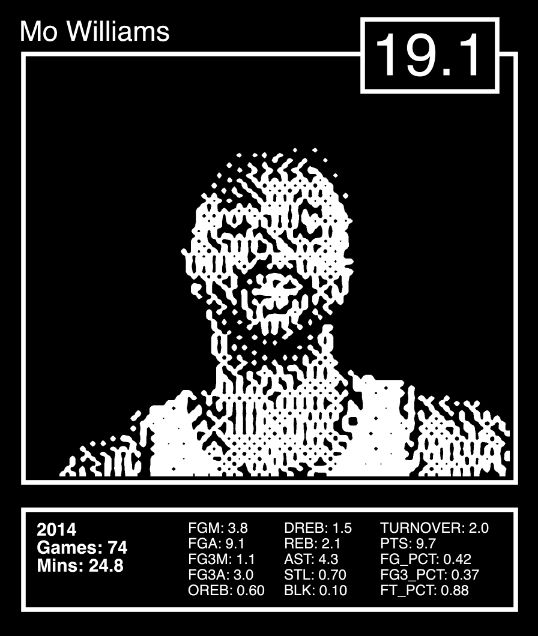 Mo Williams
19.1
2014
Games: 74
Mins: 24.8
FGM: 3.8
FGA: 9.1
FG3M: 1.1
FG3A: 3.0
OREB: 0.60
DREB: 1.5
REB: 2.1
AST: 4.3
STL: 0.70
BLK: 0.10
TURNOVER: 2.0
PTS: 9.7
FG_PCT: 0.42
FG3_PCT: 0.37
FT_PCT: 0.88